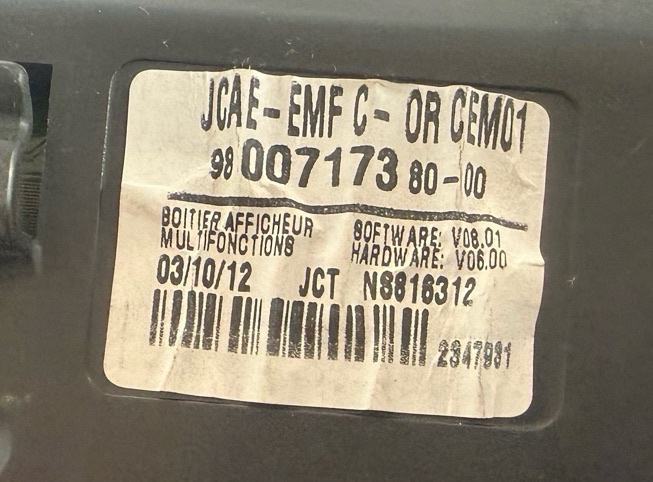 JCAE-EMF C- OR CEM01
98 007173 80-00
BOITIER AFFICHEUR
MULTIFONCTIONS
SOFTWARE: V08.01
HARDWARE: V06.00
03/10/12 JCT NS816312